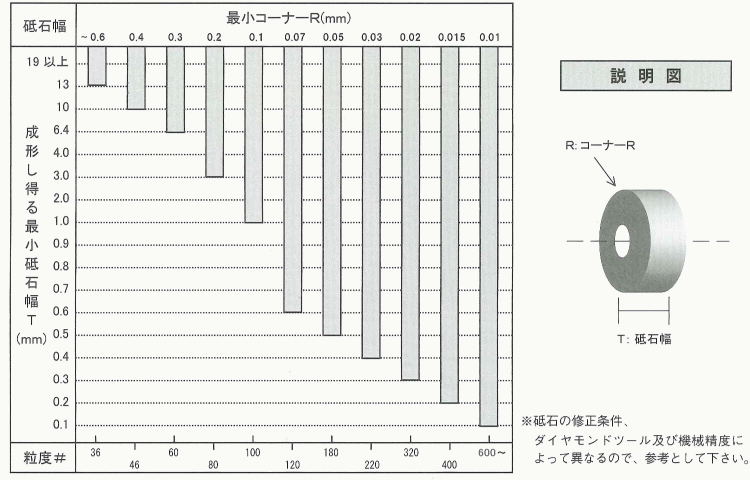 砥石幅
最小コーナーR(mm)
~0.6 0.4 0.3 0.2 0.1 0.07 0.05 0.03 0.02 0.015 0.01
成形し得る最小砥石幅T(mm)
19以上
13
10
6.4
4.0
3.0
2.0
1.0
0.9
0.8
0.7
0.6
0.5
0.4
0.3
0.2
0.1
粒度#
36 60 100 180 320 600~
46 80 120 220 400
説明図
R:コーナーR
T:砥石幅
※砥石の修正条件、
ダイヤモンドツール及び機械精度に
よって異なるので、参考として下さい。